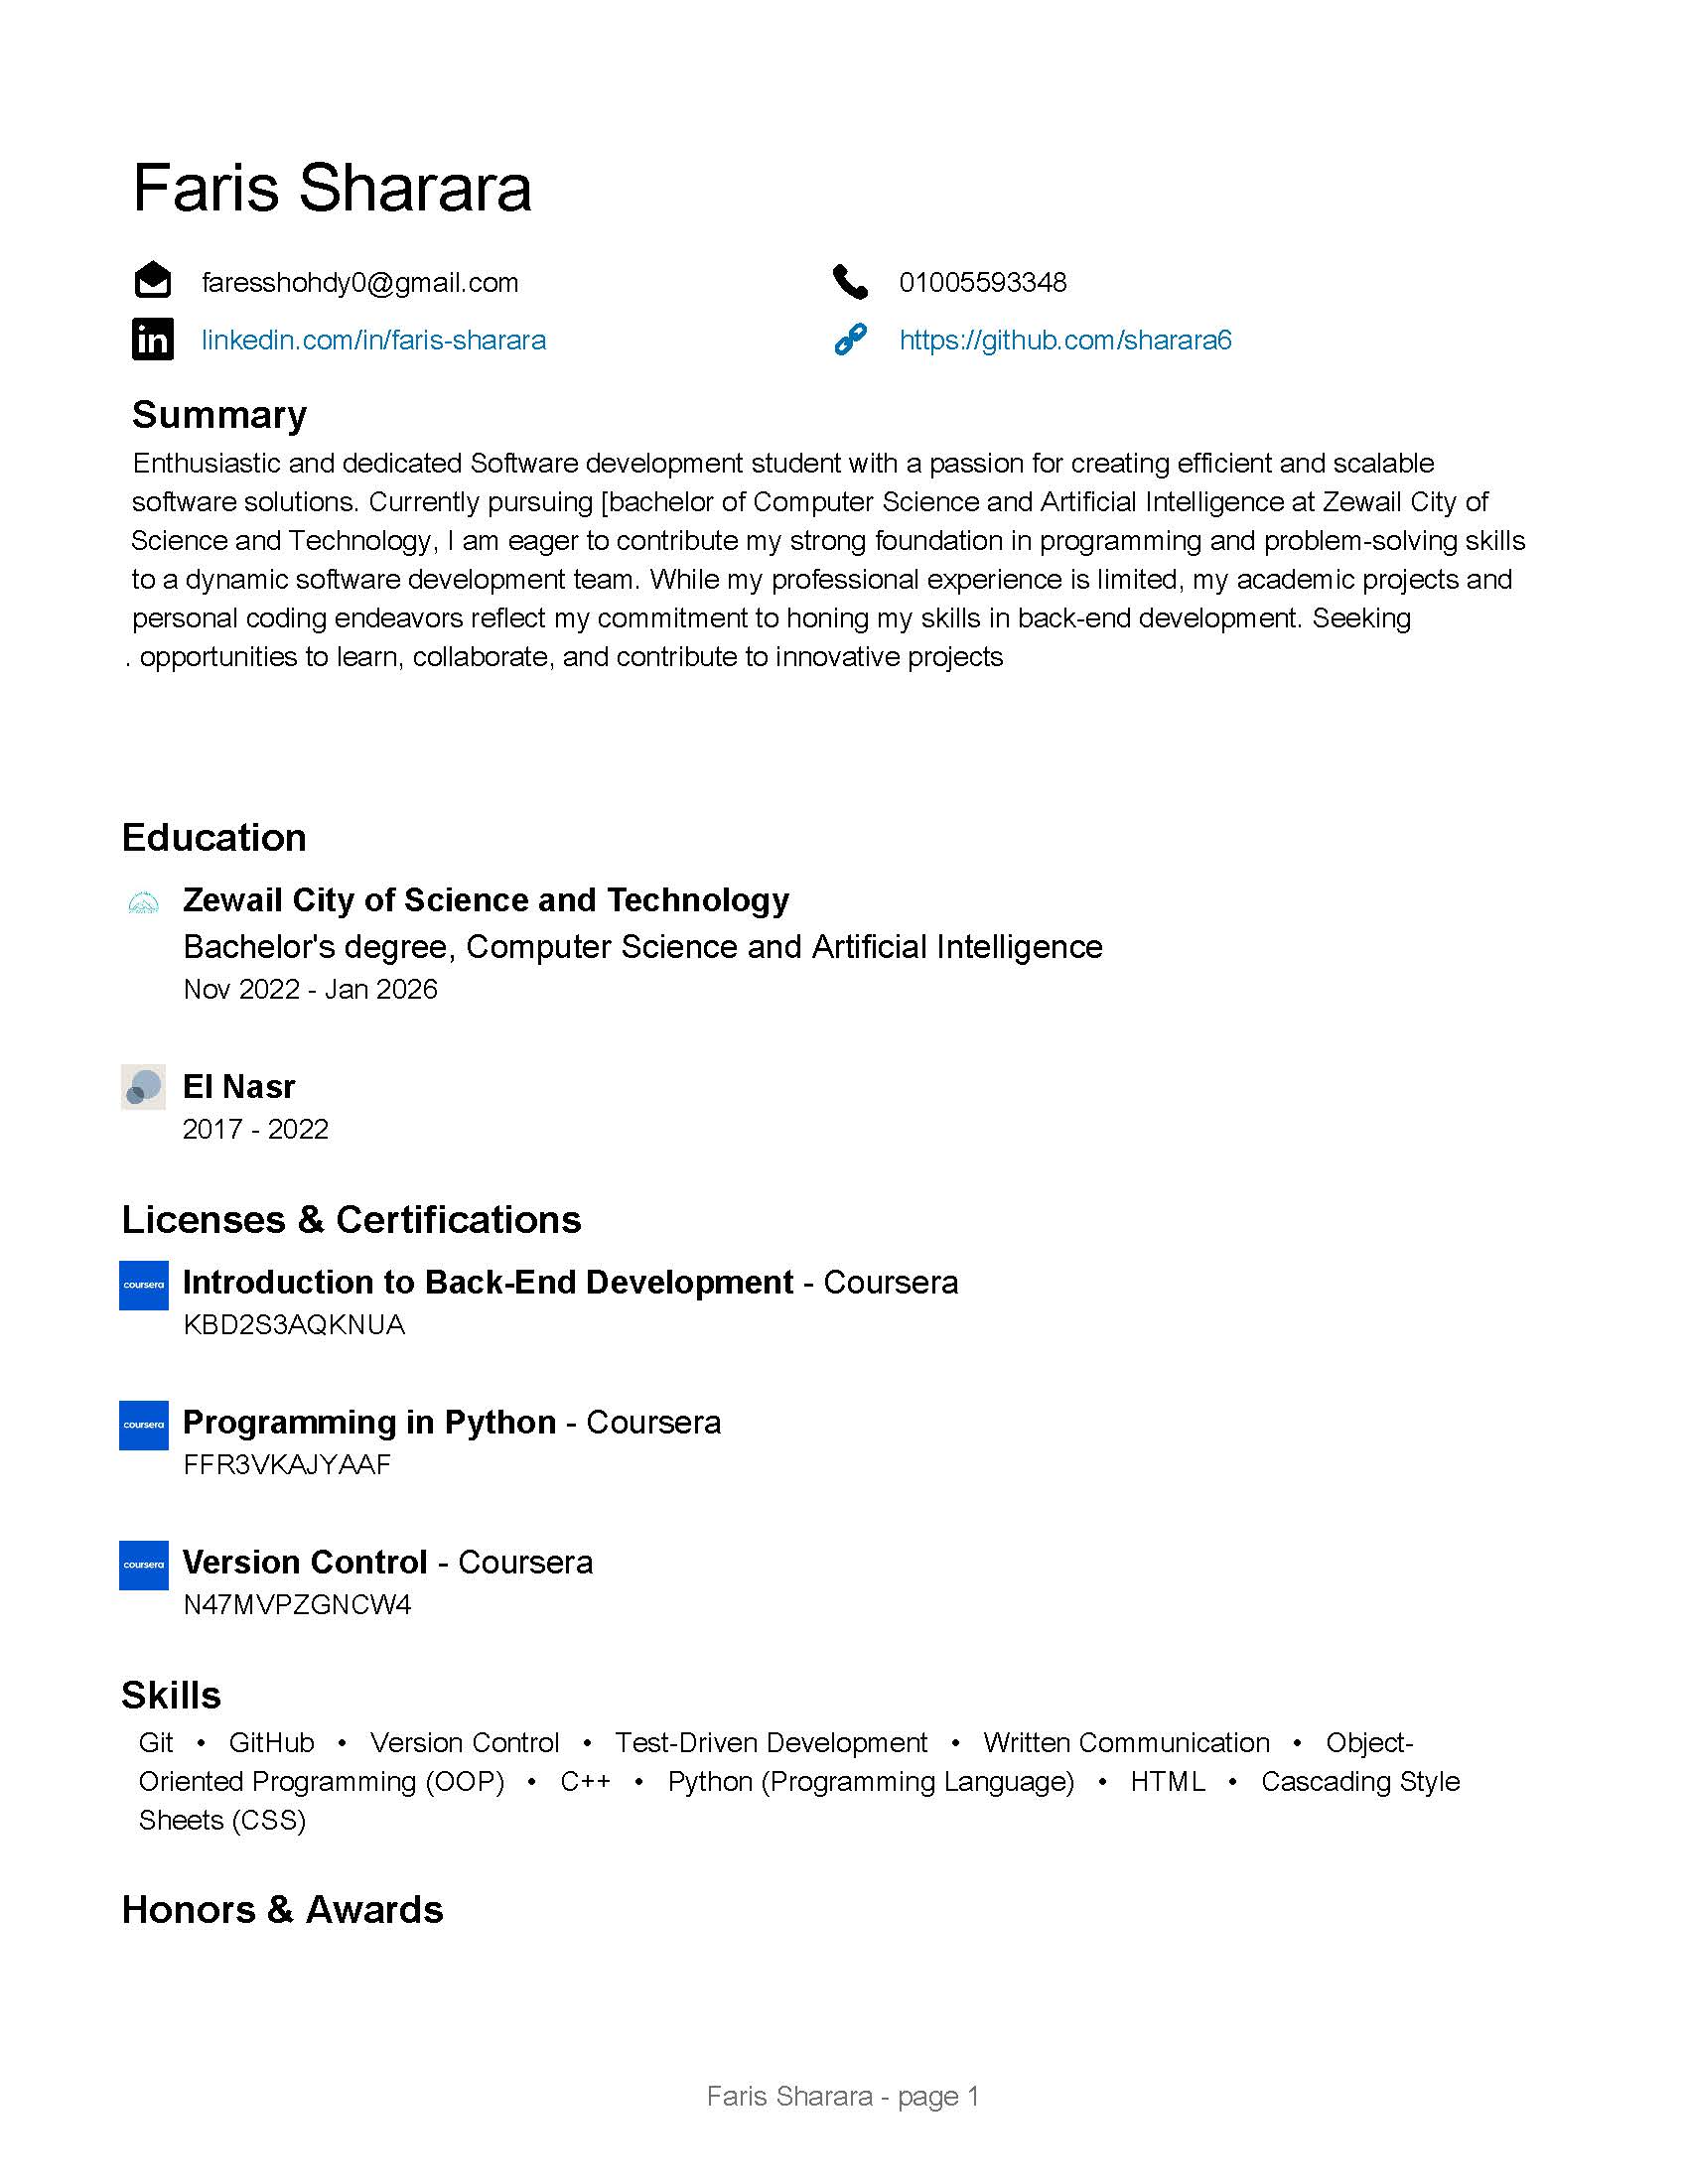 Faris Sharara
faresshohdy0@gmail.com
01005593348
in linkedin.com/in/faris-sharara
https://github.com/sharara6
Summary
Enthusiastic and dedicated Software development student with a passion for creating efficient and scalable
software solutions. Currently pursuing [bachelor of Computer Science and Artificial Intelligence at Zewail City of
Science and Technology, I am eager to contribute my strong foundation in programming and problem-solving skills
to a dynamic software development team. While my professional experience is limited, my academic projects and
personal coding endeavors reflect my commitment to honing my skills in back-end development. Seeking
. opportunities to learn, collaborate, and contribute to innovative projects
Education
Zewail City of Science and Technology
Bachelor's degree, Computer Science and Artificial Intelligence
Nov 2022 - Jan 2026
El Nasr
2017 - 2022
Licenses & Certifications
coursera Introduction to Back-End Development - Coursera
KBD2S3AQKNUA
coursera Programming in Python - Coursera
FFR3VKAJYAAF
coursera Version Control - Coursera
N47MVPZGNCW4
Skills
Git • GitHub • Version Control • Test-Driven Development • Written Communication • Object-
Oriented Programming (OOP) • C++ • Python (Programming Language) • HTML • Cascading Style
Sheets (CSS)
Honors & Awards
Faris Sharara - page 1